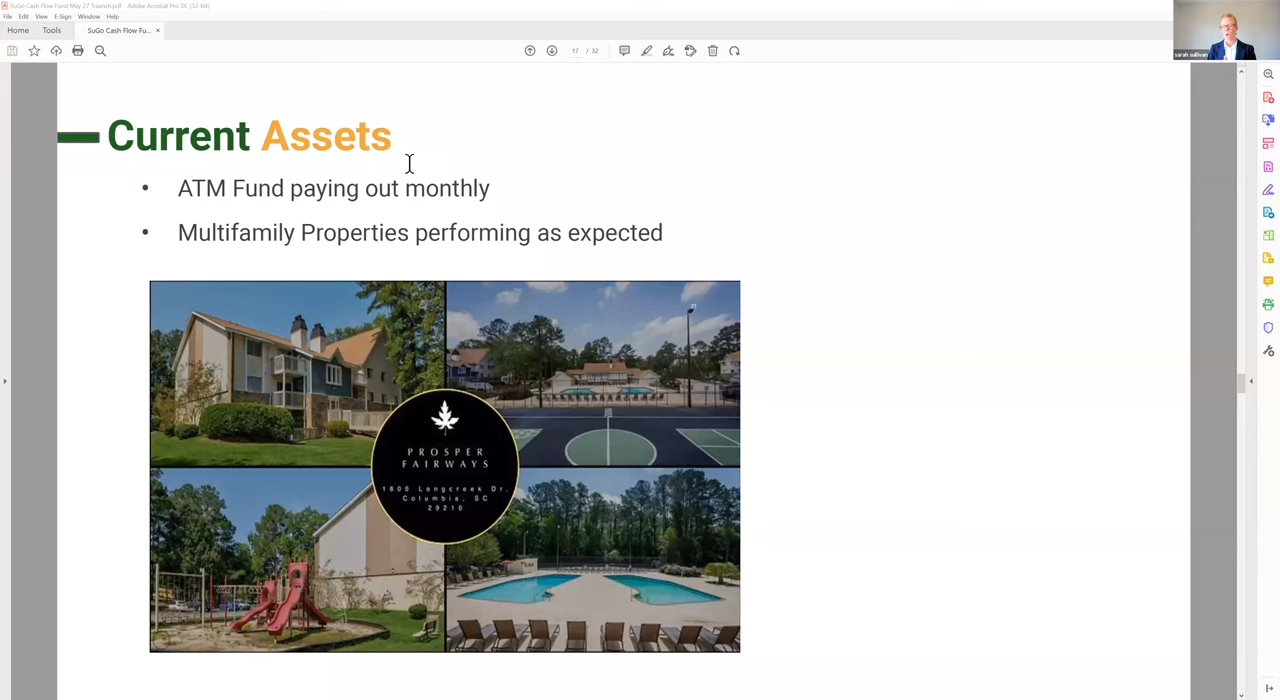 SuGo Cash Flow Fund May 27 Traunch.pdf - Adobe Acrobat Pro DC (32-bit)
File Edit View E-Sign Window Help
Home Tools SuGo Cash Flow Fu... ×
17 / 32
sarah sullivan
Current Assets
• ATM Fund paying out monthly
• Multifamily Properties performing as expected
PROSPER
FAIRWAYS
1800 Longcreek Dr.
Columbia, SC
29210